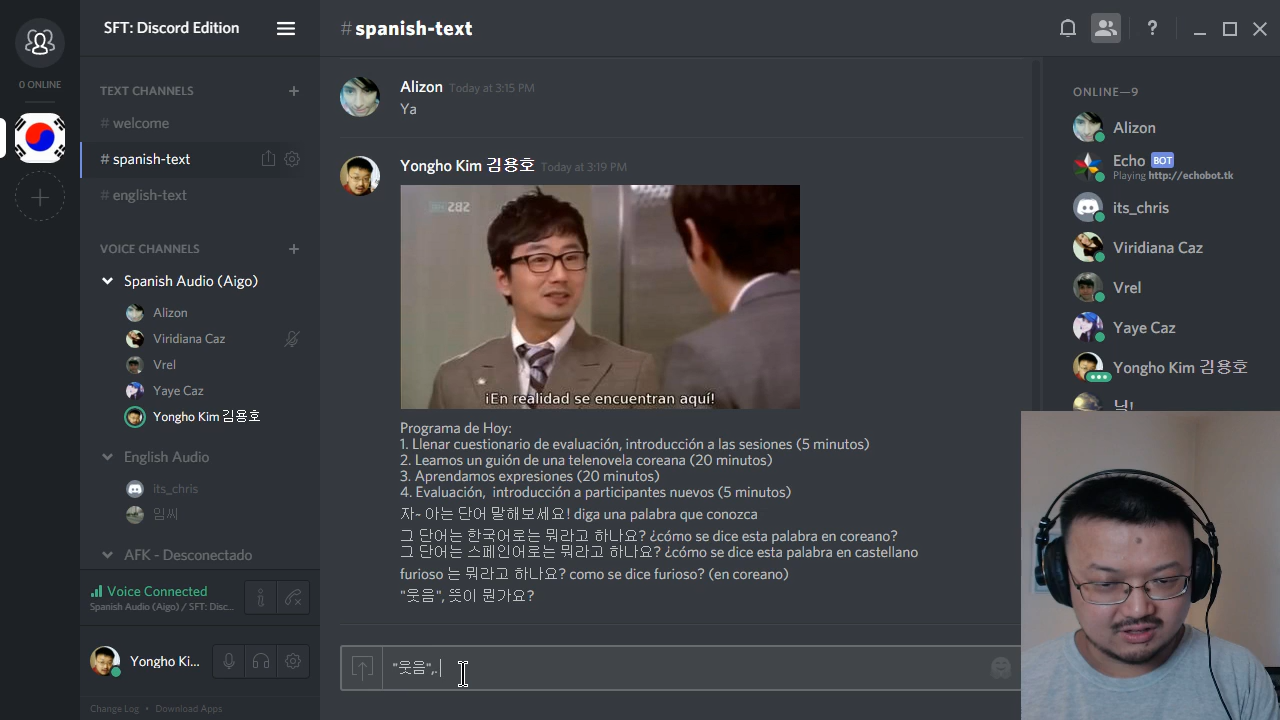 SFT: Discord Edition
#spanish-text
0 ONLINE
TEXT CHANNELS
# welcome
# spanish-text
# english-text
VOICE CHANNELS
Spanish Audio (Aigo)
Alizon
Viridiana Caz
Vrel
Yaye Caz
Yongho Kim 김용호
English Audio
its_chris
임씨
AFK - Desconectado
Voice Connected
Spanish Audio (Aigo) / SFT: Disc...
Yongho Ki...
Change Log • Download Apps
Alizon Today at 3:15 PM
Ya
Yongho Kim 김용호 Today at 3:19 PM
¡En realidad se encuentran aquí!
Programa de Hoy:
1. Llenar cuestionario de evaluación, introducción a las sesiones (5 minutos)
2. Leamos un guión de una telenovela coreana (20 minutos)
3. Aprendamos expresiones (20 minutos)
4. Evaluación, introducción a participantes nuevos (5 minutos)
자~ 아는 단어 말해보세요! diga una palabra que conozca
그 단어는 한국어로는 뭐라고 하나요? ¿cómo se dice esta palabra en coreano?
그 단어는 스페인어로는 뭐라고 하나요? ¿cómo se dice esta palabra en castellano
furioso 는 뭐라고 하나요? como se dice furioso? (en coreano)
"웃음", 뜻이 뭔가요?
"웃음",.
ONLINE—9
Alizon
Echo BOT
Playing http://echobot.tk
its_chris
Viridiana Caz
Vrel
Yaye Caz
Yongho Kim 김용호